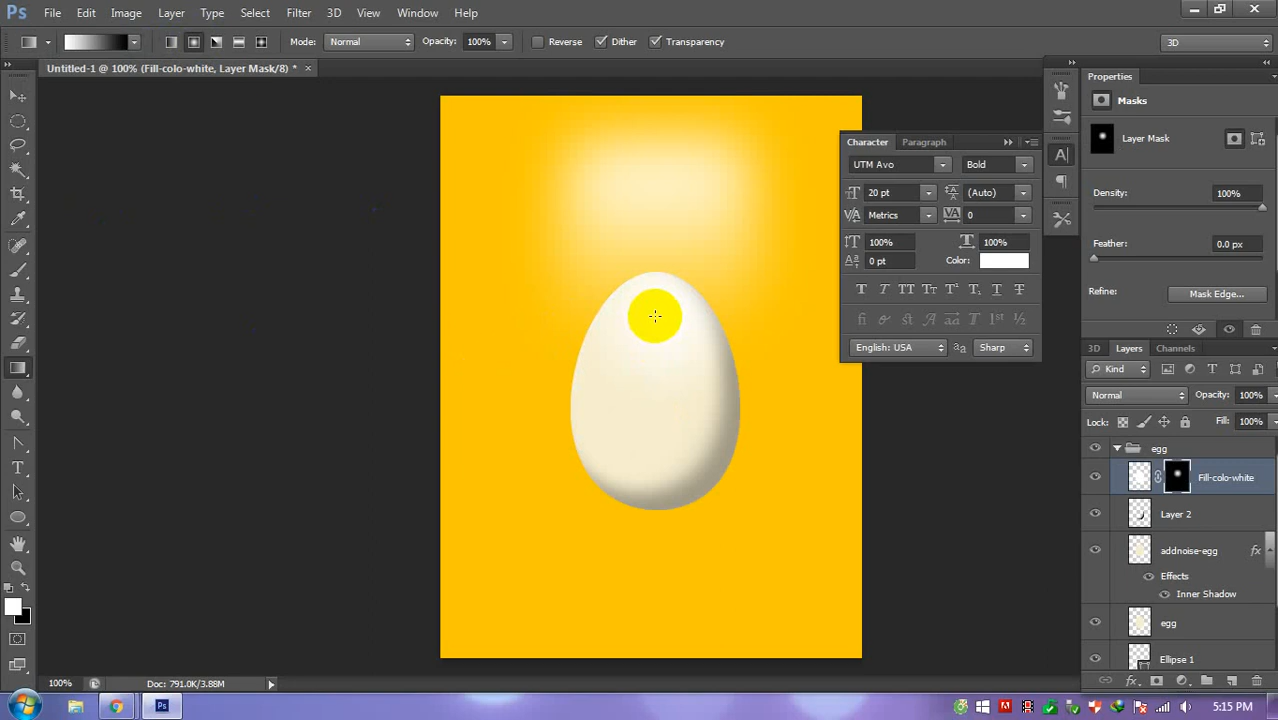 Ps File Edit Image Layer Type Select Filter 3D View Window Help
Mode: Normal Opacity: 100% Reverse Dither Transparency 3D
Untitled-1 @ 100% (Fill-colo-white, Layer Mask/8) *
Properties
Masks
Layer Mask
Density: 100%
Feather: 0.0 px
Refine: Mask Edge...
Character Paragraph
UTM Avo Bold
20 pt (Auto)
Metrics 0
100% 100%
0 pt Color:
English: USA Sharp
3D Layers Channels
Kind
Normal Opacity: 100%
Lock: Fill: 100%
egg
Fill-colo-white
Layer 2
addnoise-egg fx
Effects
Inner Shadow
egg
Ellipse 1
100% Doc: 791.0K/3.88M
5:15 PM